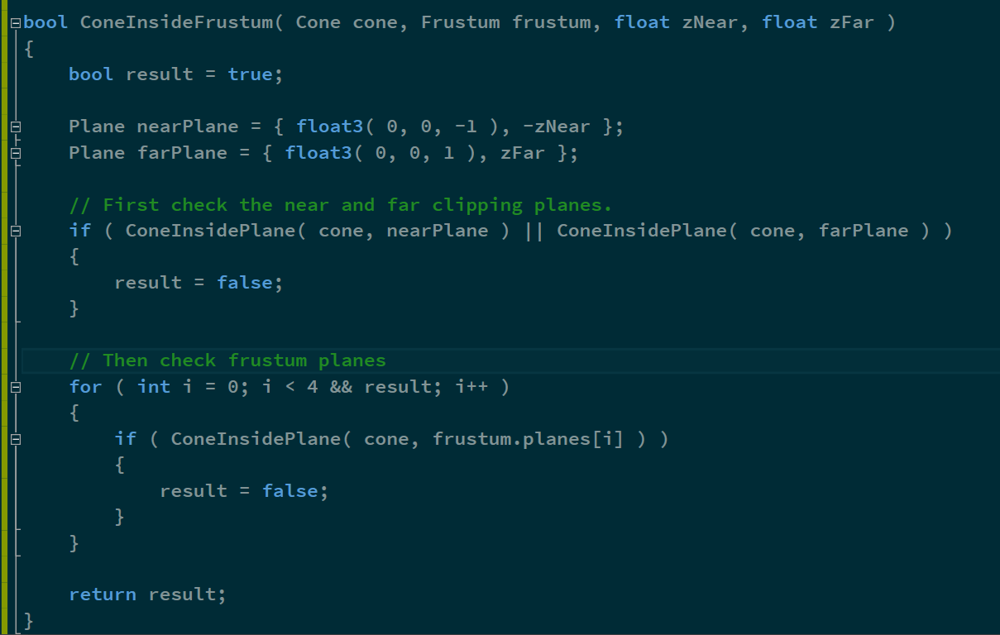 bool ConeInsideFrustum( Cone cone, Frustum frustum, float zNear, float zFar )
{
    bool result = true;

    Plane nearPlane = { float3( 0, 0, -1 ), -zNear };
    Plane farPlane = { float3( 0, 0, 1 ), zFar };

    // First check the near and far clipping planes.
    if ( ConeInsidePlane( cone, nearPlane ) || ConeInsidePlane( cone, farPlane ) )
    {
        result = false;
    }

    // Then check frustum planes
    for ( int i = 0; i < 4 && result; i++ )
    {
        if ( ConeInsidePlane( cone, frustum.planes[i] ) )
        {
            result = false;
        }
    }

    return result;
}